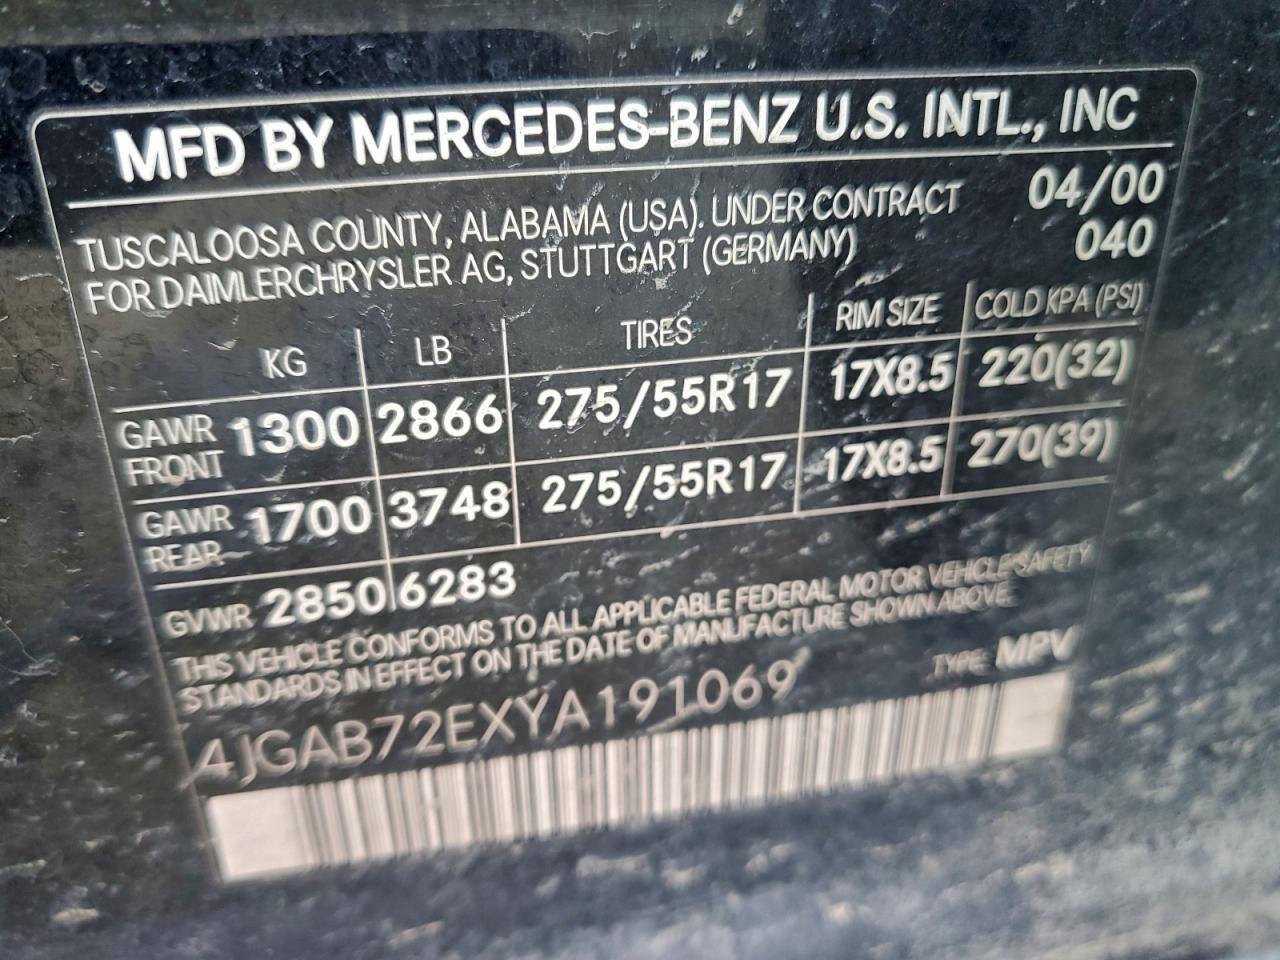 MFD BY MERCEDES-BENZ U.S. INTL., INC
TUSCALOOSA COUNTY, ALABAMA (USA). UNDER CONTRACT 04/00
FOR DAIMLERCHRYSLER AG, STUTTGART (GERMANY) 040
KG LB TIRES RIM SIZE COLD KPA (PSI)
GAWR FRONT 1300 2866 275/55R17 17X8.5 220(32)
GAWR REAR 1700 3748 275/55R17 17X8.5 270(39)
GVWR 2850 6283
THIS VEHICLE CONFORMS TO ALL APPLICABLE FEDERAL MOTOR VEHICLE SAFETY
STANDARDS IN EFFECT ON THE DATE OF MANUFACTURE SHOWN ABOVE.
4JGAB72EXYA191069 TYPE: MPV